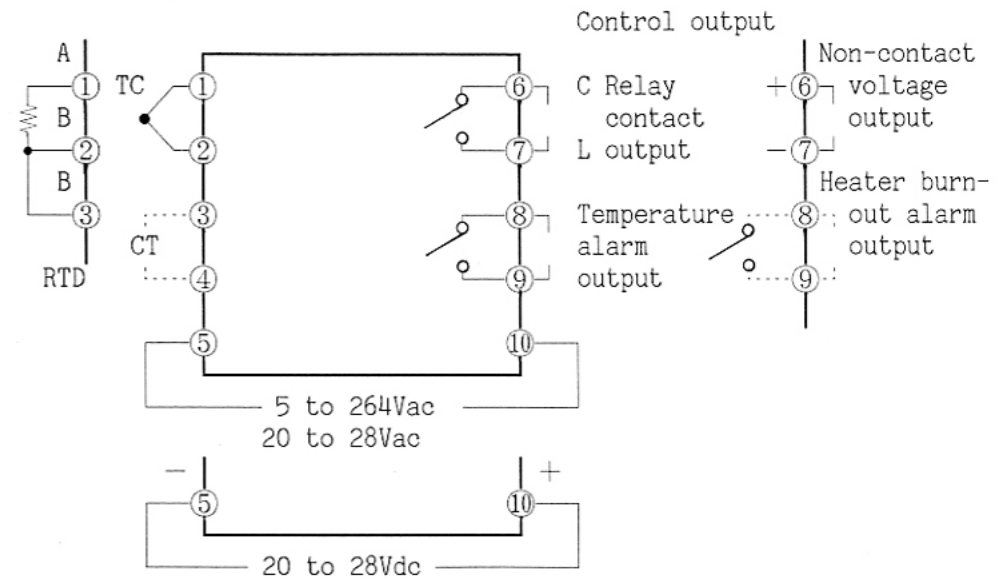 Control output
A
① TC
B
②
B
③
RTD
①
②
③
CT
④
⑤
⑥
C Relay
contact
⑦
L output
⑧
Temperature
alarm
⑨
output
⑩
Non-contact
+ ⑥
voltage
output
− ⑦
Heater burn-
⑧
out alarm
output
⑨
5 to 264Vac
20 to 28Vac
−
+
⑤
⑩
20 to 28Vdc